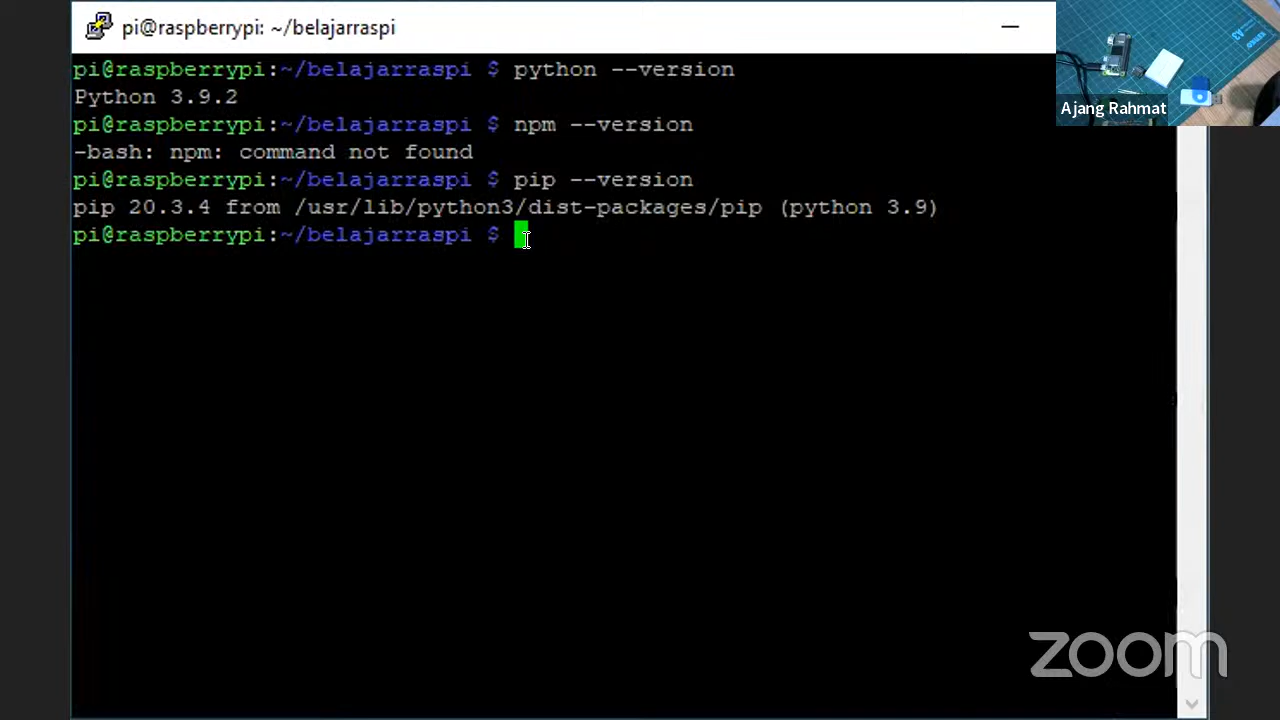 pi@raspberrypi: ~/belajarraspi
pi@raspberrypi:~/belajarraspi $ python --version
Python 3.9.2
pi@raspberrypi:~/belajarraspi $ npm --version
-bash: npm: command not found
pi@raspberrypi:~/belajarraspi $ pip --version
pip 20.3.4 from /usr/lib/python3/dist-packages/pip (python 3.9)
pi@raspberrypi:~/belajarraspi $
A3
Ajang Rahmat
zoom